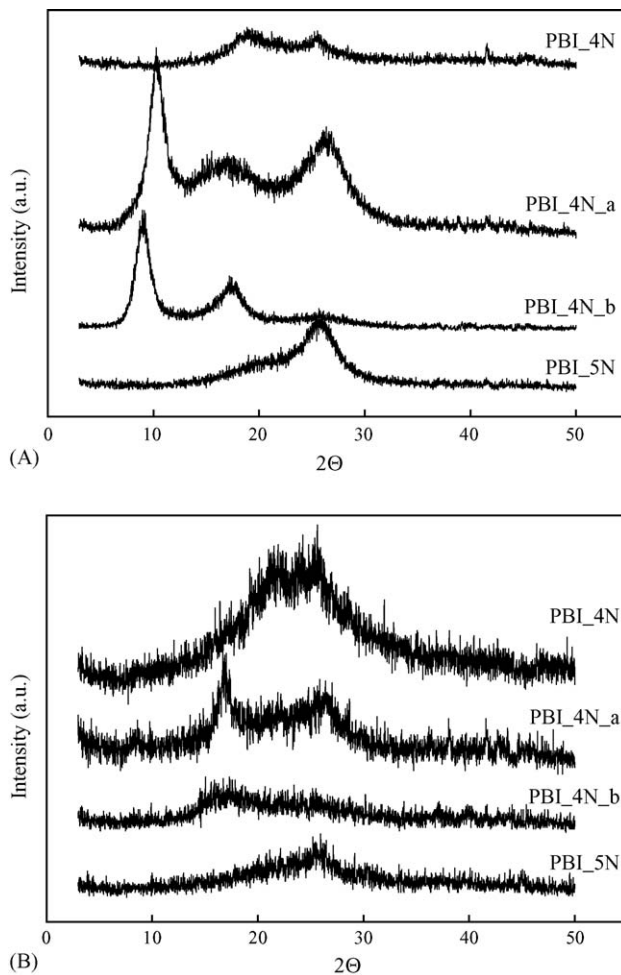 PBI_4N
PBI_4N_a
PBI_4N_b
PBI_5N
Intensity (a.u.)
0 10 20 30 40 50
2Θ
(A)
PBI_4N
PBI_4N_a
PBI_4N_b
PBI_5N
Intensity (a.u.)
0 10 20 30 40 50
2Θ
(B)